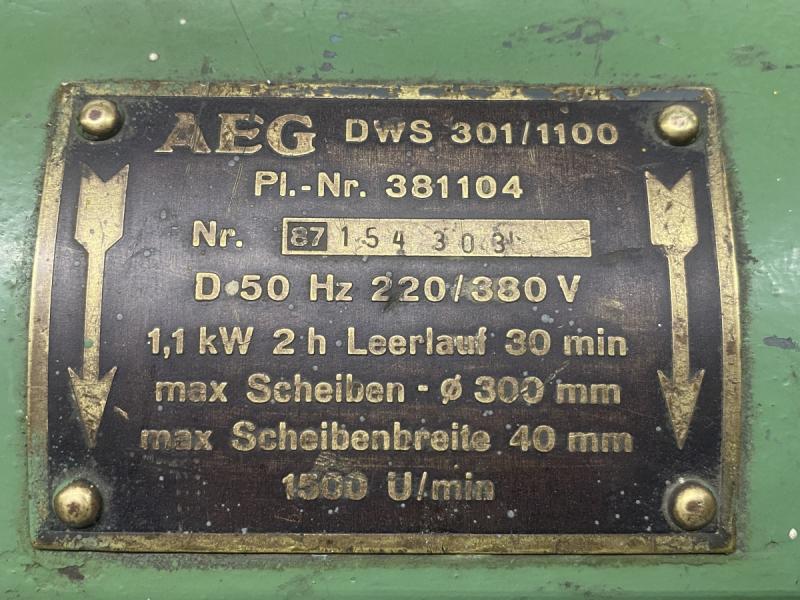 AEG DWS 301/1100
Pl.-Nr. 381104
Nr. 87 154 303
D 50 Hz 220/380 V
1,1 kW 2 h Leerlauf 30 min
max Scheiben - ø 300 mm
max Scheibenbreite 40 mm
1500 U/min